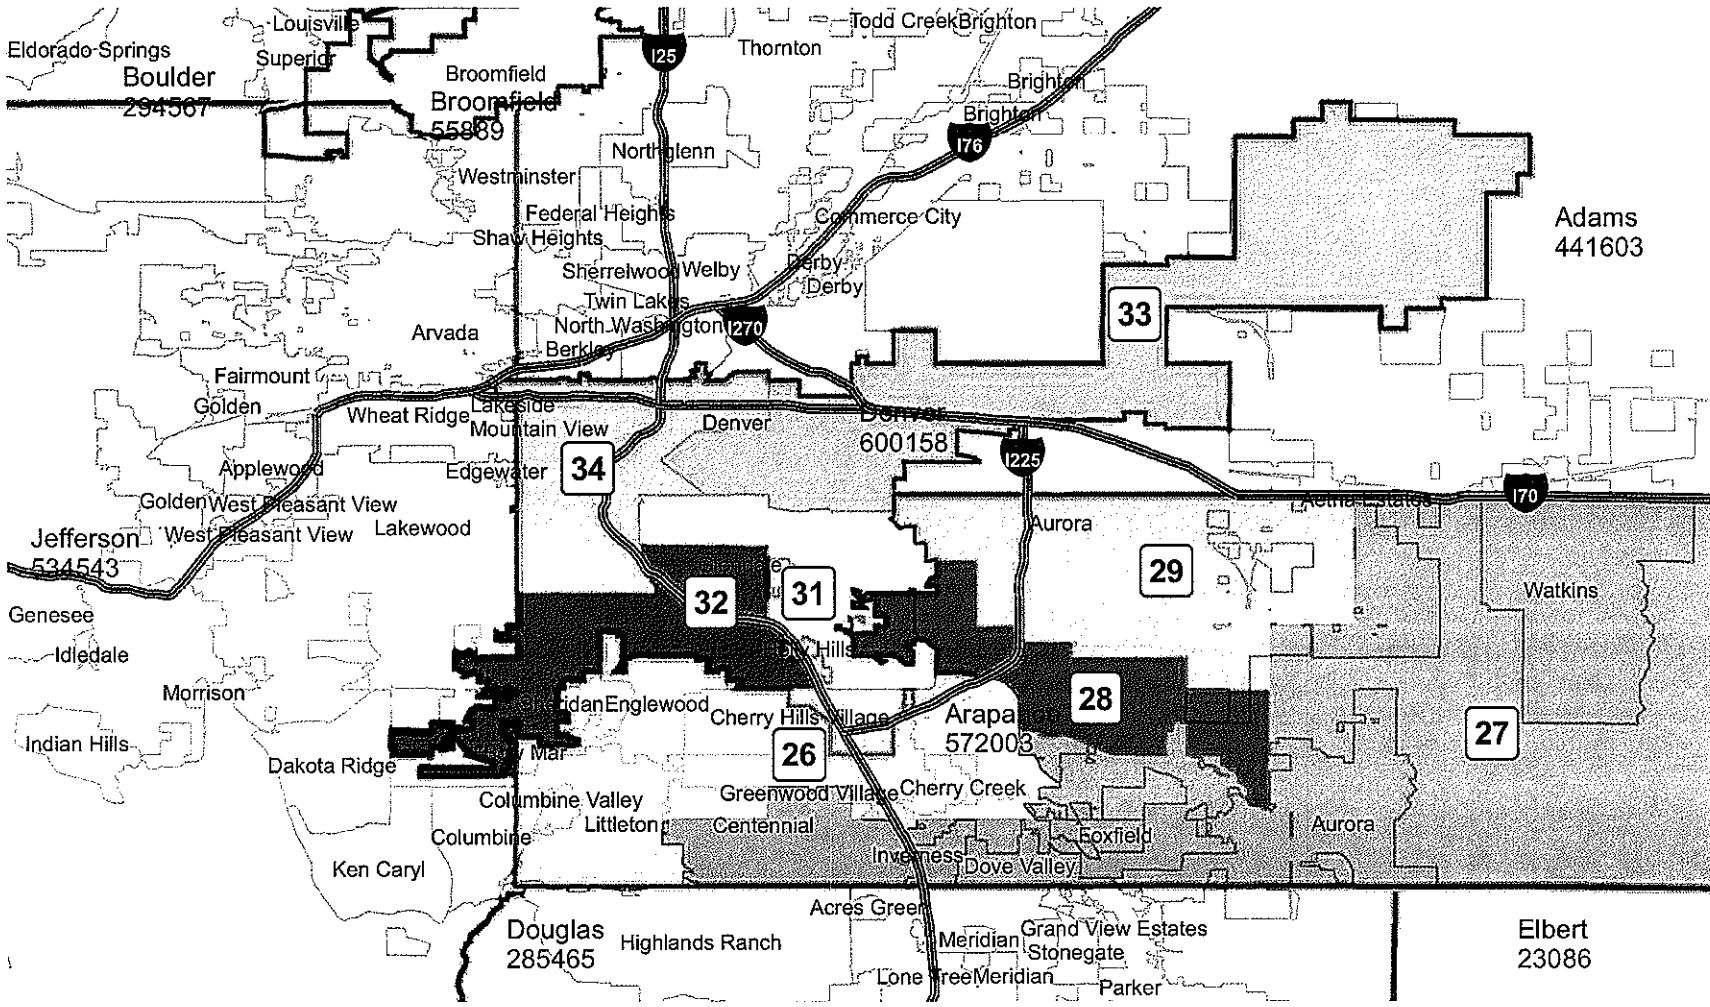 Louisville
Todd Creek
Brighton
Eldorado Springs
Superior
I25
Thornton
Boulder
294567
Broomfield
Broomfield
55889
Brighton
Brighton
I76
Northglenn
Westminster
Federal Heights
Shaw Heights
Commerce City
Adams
441603
Sherrelwood
Welby
Derby
Derby
Twin Lakes
North Washington
I270
33
Arvada
Berkley
Fairmount
Golden
Wheat Ridge
Lakeside
Mountain View
Denver
Denver
600158
Applewood
Edgewater
34
I225
Golden
West Pleasant View
West Pleasant View
Lakewood
Aetna Estates
I70
Aurora
Jefferson
534543
29
Watkins
32
31
Genesee
Idledale
Morrison
Sheridan
Englewood
Cherry Hills Village
28
Arapahoe
572003
27
Indian Hills
Dakota Ridge
Mar
26
Columbine Valley
Littleton
Greenwood Village
Cherry Creek
Columbine
Centennial
Foxfield
Aurora
Inverness
Dove Valley
Ken Caryl
Acres Green
Douglas
285465
Highlands Ranch
Meridian
Grand View Estates
Stonegate
Elbert
23086
Lone Tree
Meridian
Parker